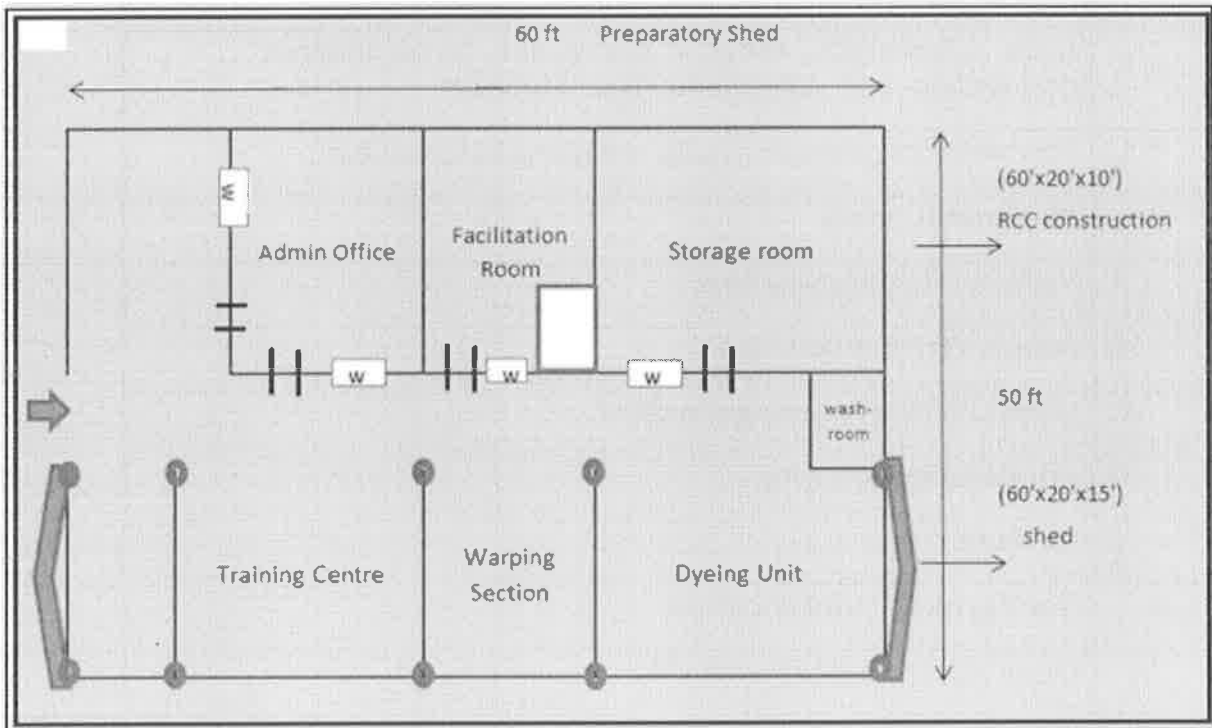 60 ft Preparatory Shed
(60'x20'x10')
RCC construction
W
Admin Office
Facilitation
Room
Storage room
W
W
W
wash-
room
50 ft
(60'x20'x15')
shed
Training Centre
Warping
Section
Dyeing Unit